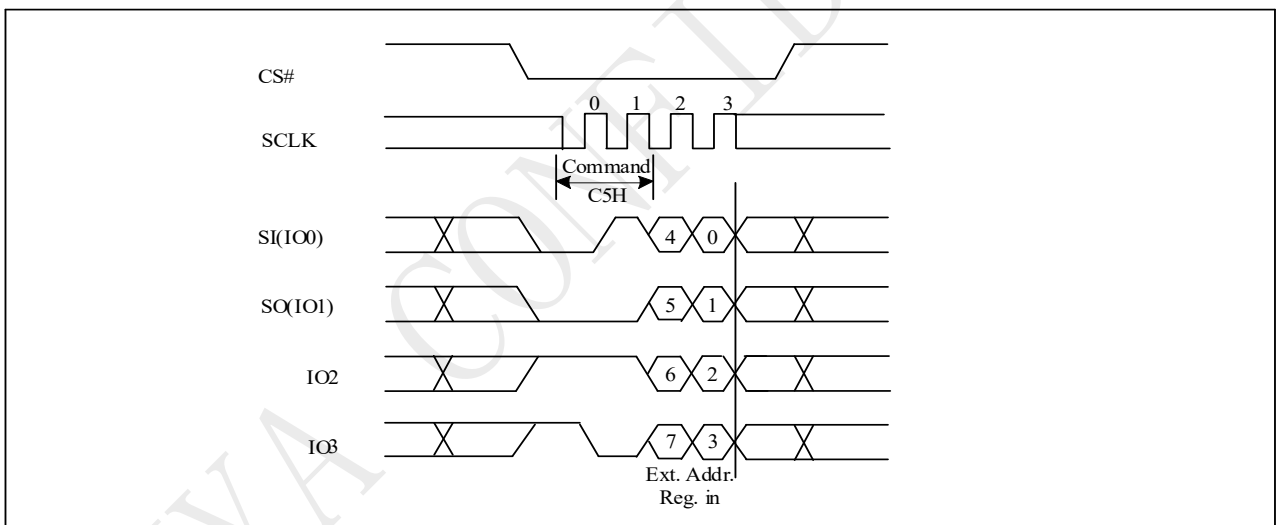 CS#
0 1 2 3
SCLK
Command
C5H
SI(IO0) 4 0
SO(IO1) 5 1
IO2 6 2
IO3 7 3
Ext. Addr.
Reg. in